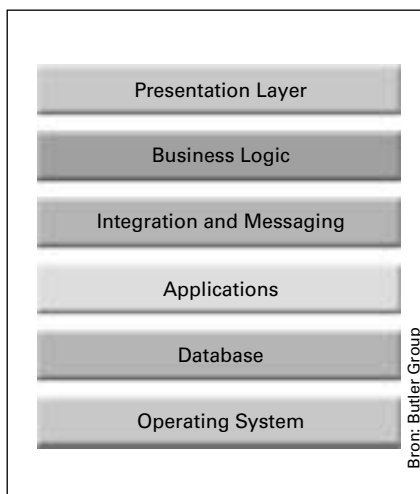 Presentation Layer
Business Logic
Integration and Messaging
Applications
Database
Operating System
Bron: Butler Group